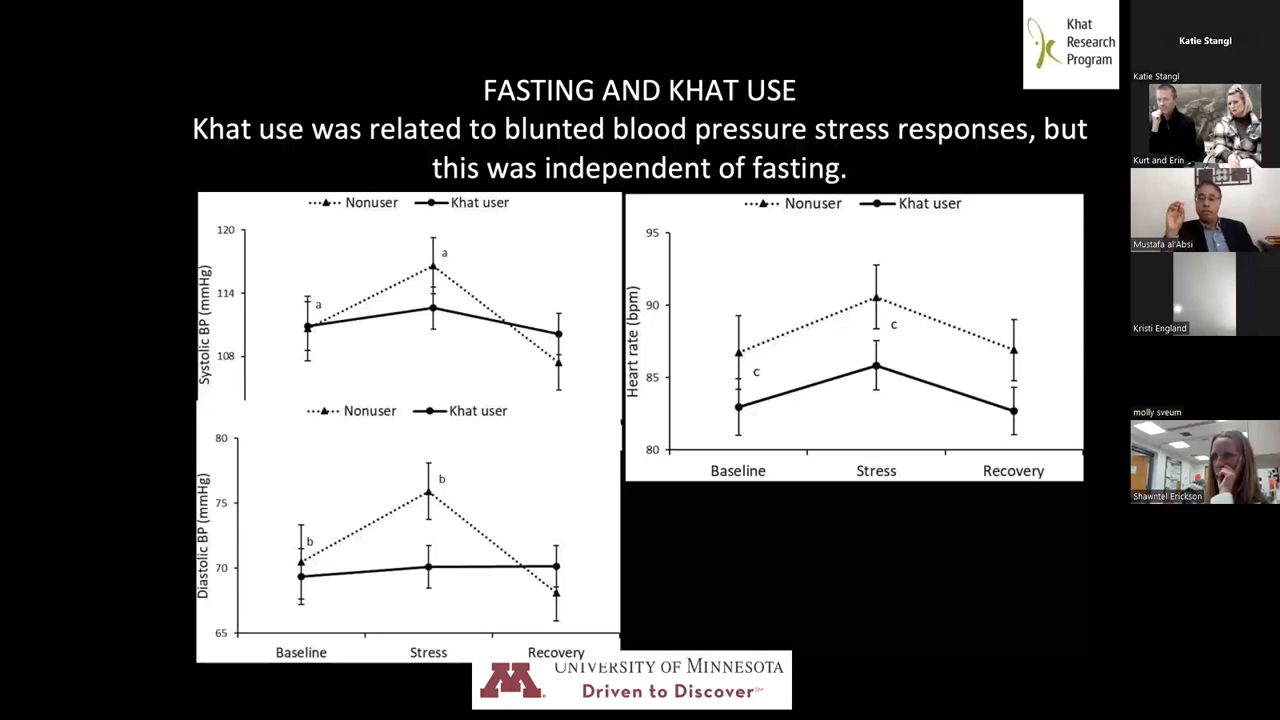 Khat
Research
Program
FASTING AND KHAT USE
Khat use was related to blunted blood pressure stress responses, but
this was independent of fasting.
Nonuser
Khat user
120
114
108
Systolic BP (mmHg)
a
a
Nonuser
Khat user
80
75
70
65
Diastolic BP (mmHg)
b
b
Baseline
Stress
Recovery
Nonuser
Khat user
95
90
85
80
Heart rate (bpm)
c
c
Baseline
Stress
Recovery
M
UNIVERSITY OF MINNESOTA
Driven to Discover℠
Katie Stangl
Katie Stangl
Kurt and Erin
Mustafa al'Absi
Kristi England
molly sveum
Shawntel Erickson